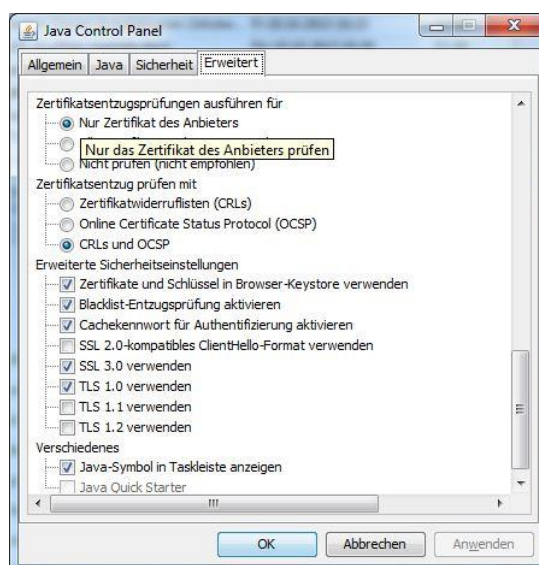 Java Control Panel
Allgemein Java Sicherheit Erweitert
Zertifikatsentzugsprüfungen ausführen für
Nur Zertifikat des Anbieters
Nur das Zertifikat des Anbieters prüfen
Nicht prüfen (nicht empfohlen)
Zertifikatsentzug prüfen mit
Zertifikatwiderruflisten (CRLs)
Online Certificate Status Protocol (OCSP)
CRLs und OCSP
Erweiterte Sicherheitseinstellungen
Zertifikate und Schlüssel in Browser-Keystore verwenden
Blacklist-Entzugsprüfung aktivieren
Cachekennwort für Authentifizierung aktivieren
SSL 2.0-kompatibles ClientHello-Format verwenden
SSL 3.0 verwenden
TLS 1.0 verwenden
TLS 1.1 verwenden
TLS 1.2 verwenden
Verschiedenes
Java-Symbol in Taskleiste anzeigen
Java Quick Starter
OK Abbrechen Anwenden